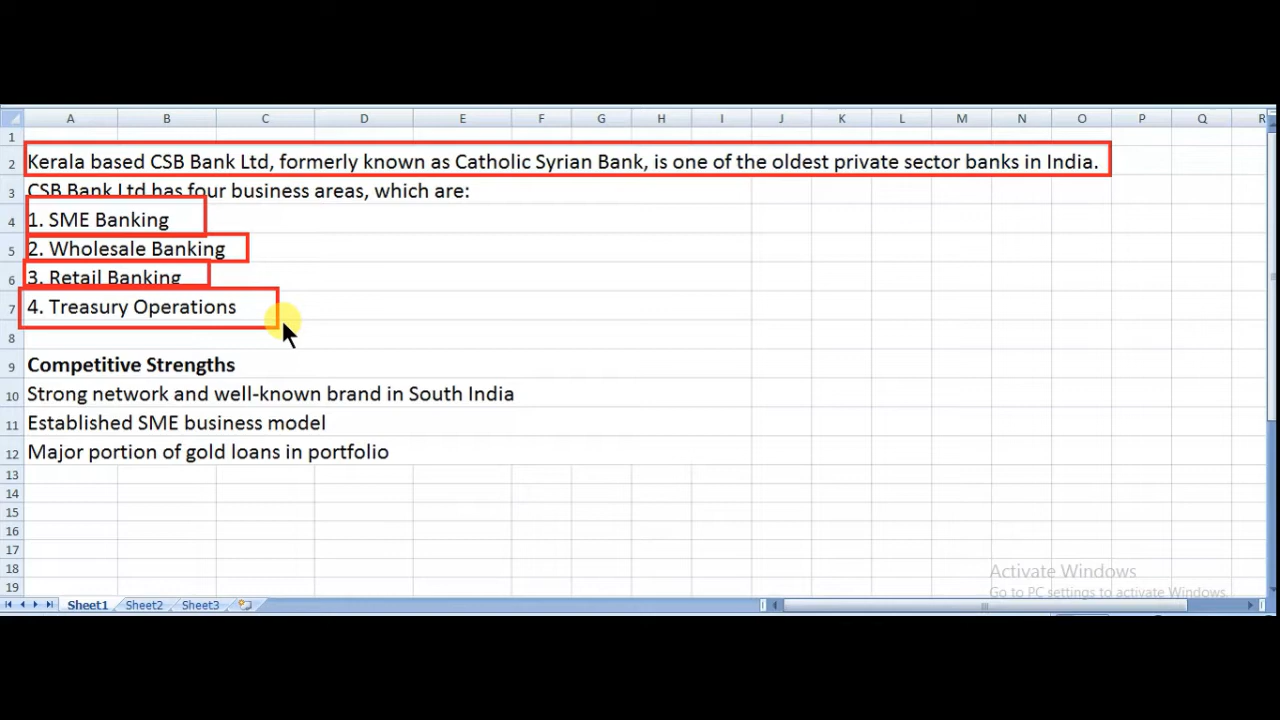 A B C D E F G H I J K L M N O P Q R
1
2 Kerala based CSB Bank Ltd, formerly known as Catholic Syrian Bank, is one of the oldest private sector banks in India.
3 CSB Bank Ltd has four business areas, which are:
4 1. SME Banking
5 2. Wholesale Banking
6 3. Retail Banking
7 4. Treasury Operations
8
9 Competitive Strengths
10 Strong network and well-known brand in South India
11 Established SME business model
12 Major portion of gold loans in portfolio
13
14
15
16
17
18
Activate Windows
19
Go to PC settings to activate Windows.
Sheet1 Sheet2 Sheet3